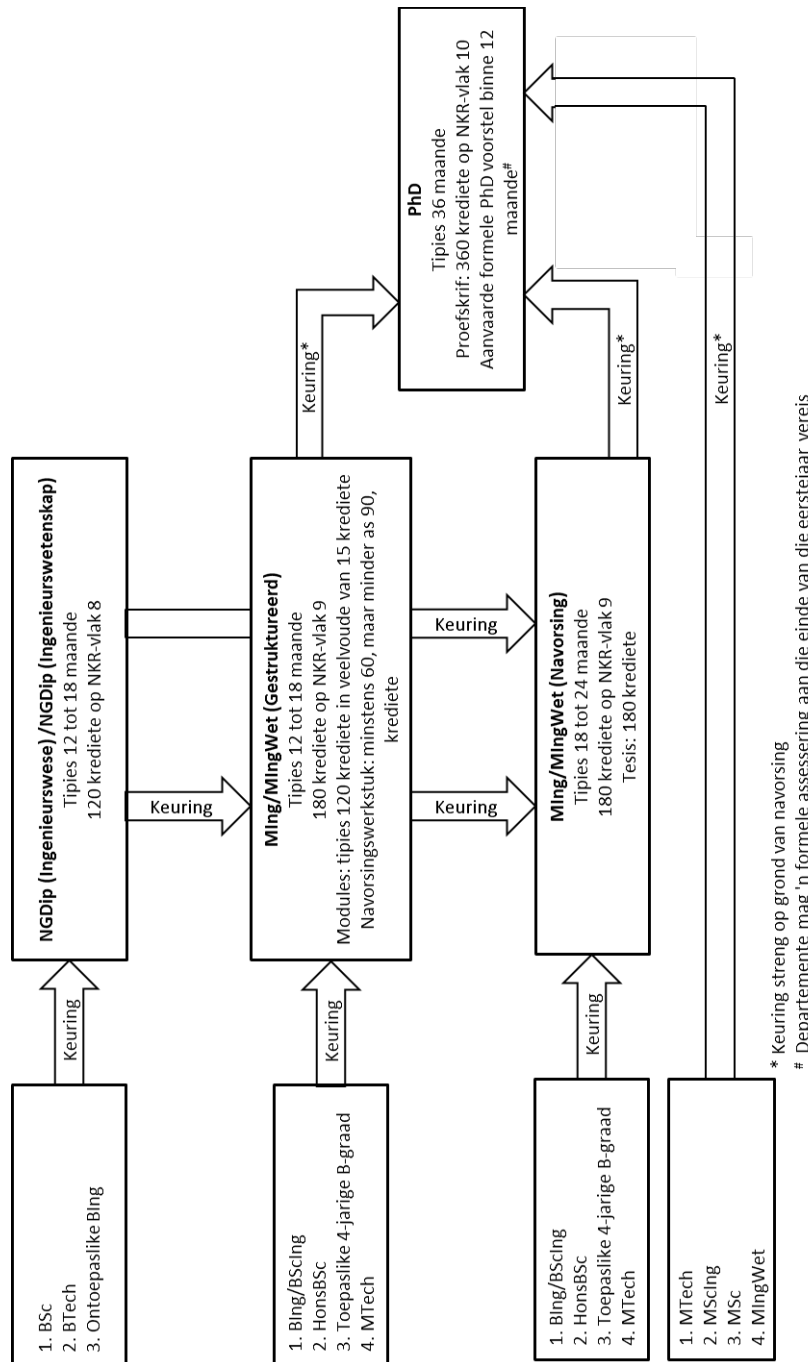 1. BSc
2. BTech
3. Ontoepaslike BIng
Keuring
NGDip (Ingenieurswese) /NGDip (Ingenieurswetenskap)
Tipies 12 tot 18 maande
120 krediete op NKR-vlak 8
Keuring
1. BIng/BScIng
2. HonsBSc
3. Toepaslike 4-jarige B-graad
4. MTech
Keuring
MIng/MIngWet (Gestruktureerd)
Tipies 12 tot 18 maande
180 krediete op NKR-vlak 9
Modules: tipies 120 krediete in veelvoude van 15 krediete
Navorsingswerkstuk: minstens 60, maar minder as 90,
krediete
Keuring
Keuring
Keuring*
1. BIng/BScIng
2. HonsBSc
3. Toepaslike 4-jarige B-graad
4. MTech
Keuring
MIng/MIngWet (Navorsing)
Tipies 18 tot 24 maande
180 krediete op NKR-vlak 9
Tesis: 180 krediete
Keuring*
PhD
Tipies 36 maande
Proefskrif: 360 krediete op NKR-vlak 10
Aanvaarde formele PhD voorstel binne 12
maande#
1. MTech
2. MScIng
3. MSc
4. MIngWet
Keuring*
* Keuring streng op grond van navorsing
# Departemente mag 'n formele assessering aan die einde van die eerstejaar vereis